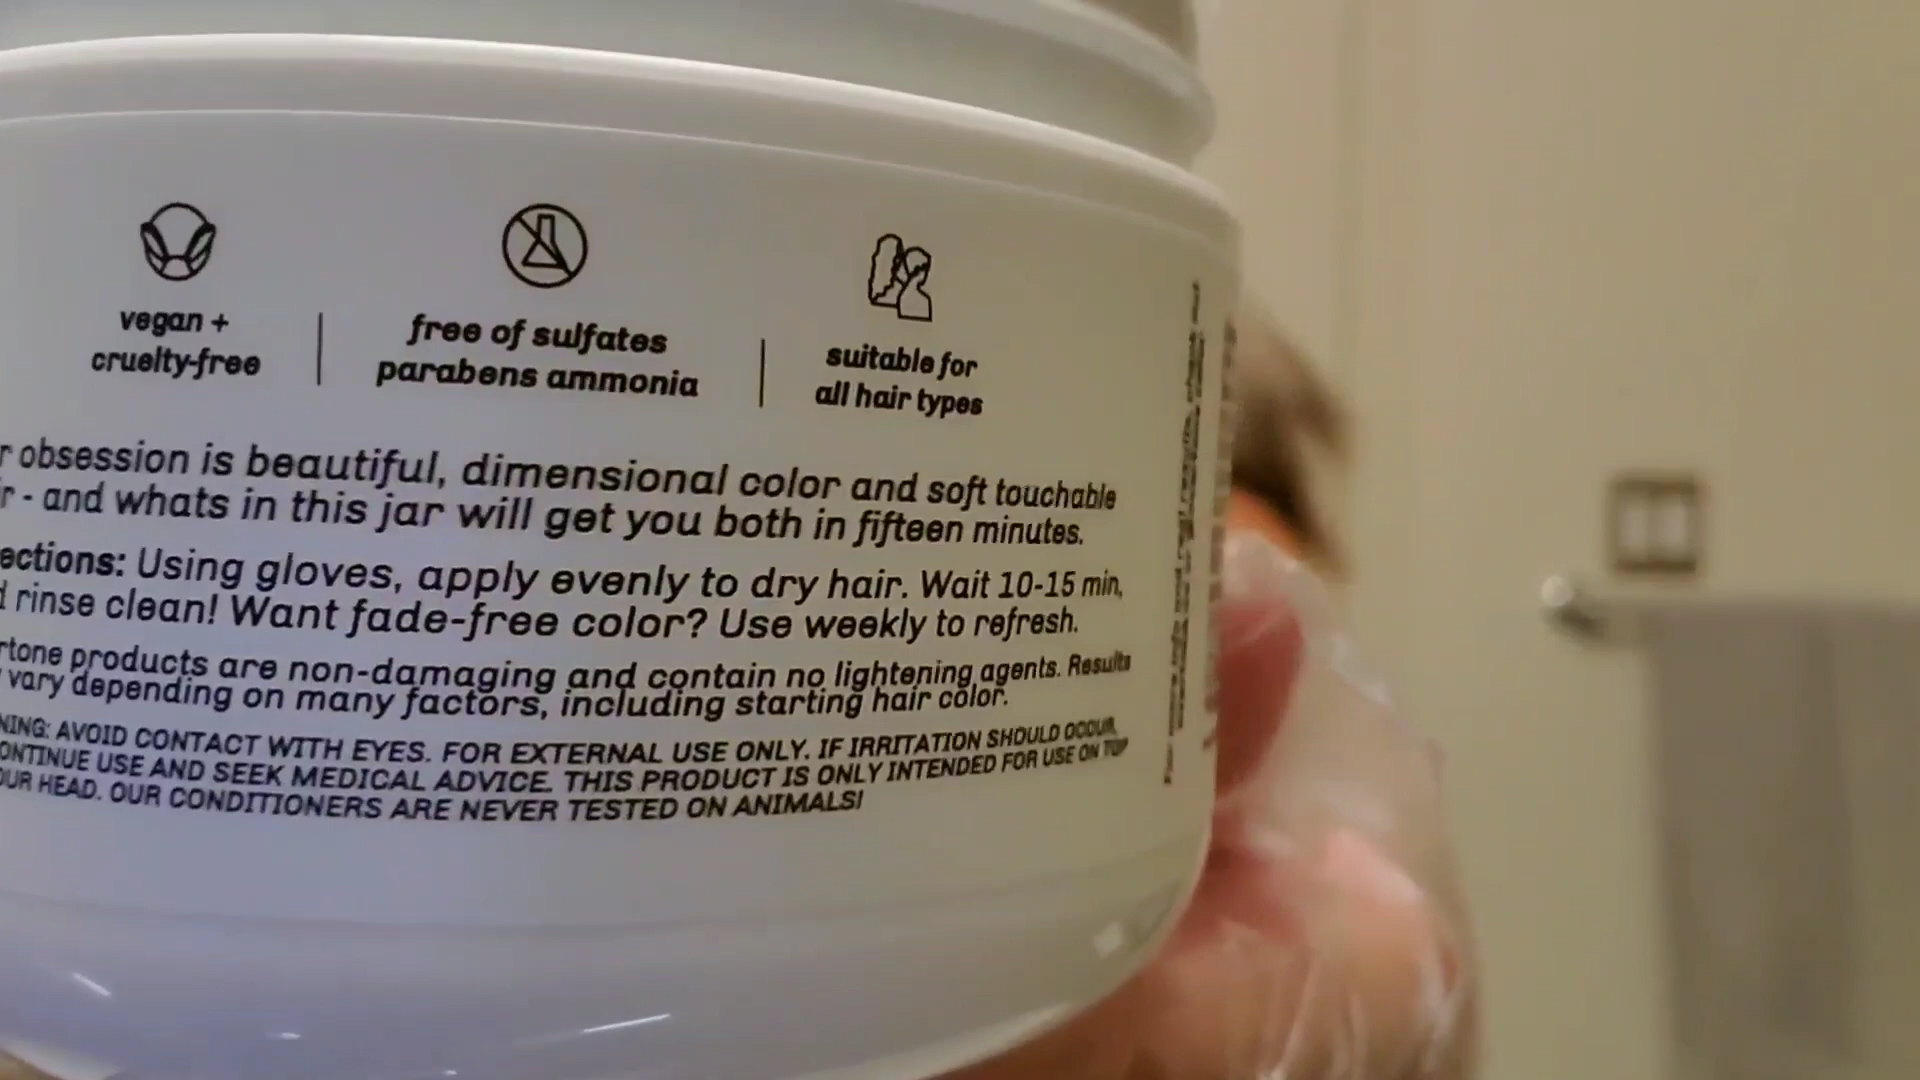 vegan +
cruelty-free
free of sulfates
parabens ammonia
suitable for
all hair types
r obsession is beautiful, dimensional color and soft touchable
r - and whats in this jar will get you both in fifteen minutes.
ections: Using gloves, apply evenly to dry hair. Wait 10-15 min,
d rinse clean! Want fade-free color? Use weekly to refresh.
rtone products are non-damaging and contain no lightening agents. Results
vary depending on many factors, including starting hair color.
NING: AVOID CONTACT WITH EYES. FOR EXTERNAL USE ONLY. IF IRRITATION SHOULD OCCUR,
ONTINUE USE AND SEEK MEDICAL ADVICE. THIS PRODUCT IS ONLY INTENDED FOR USE ON TOP
OUR HEAD. OUR CONDITIONERS ARE NEVER TESTED ON ANIMALS!